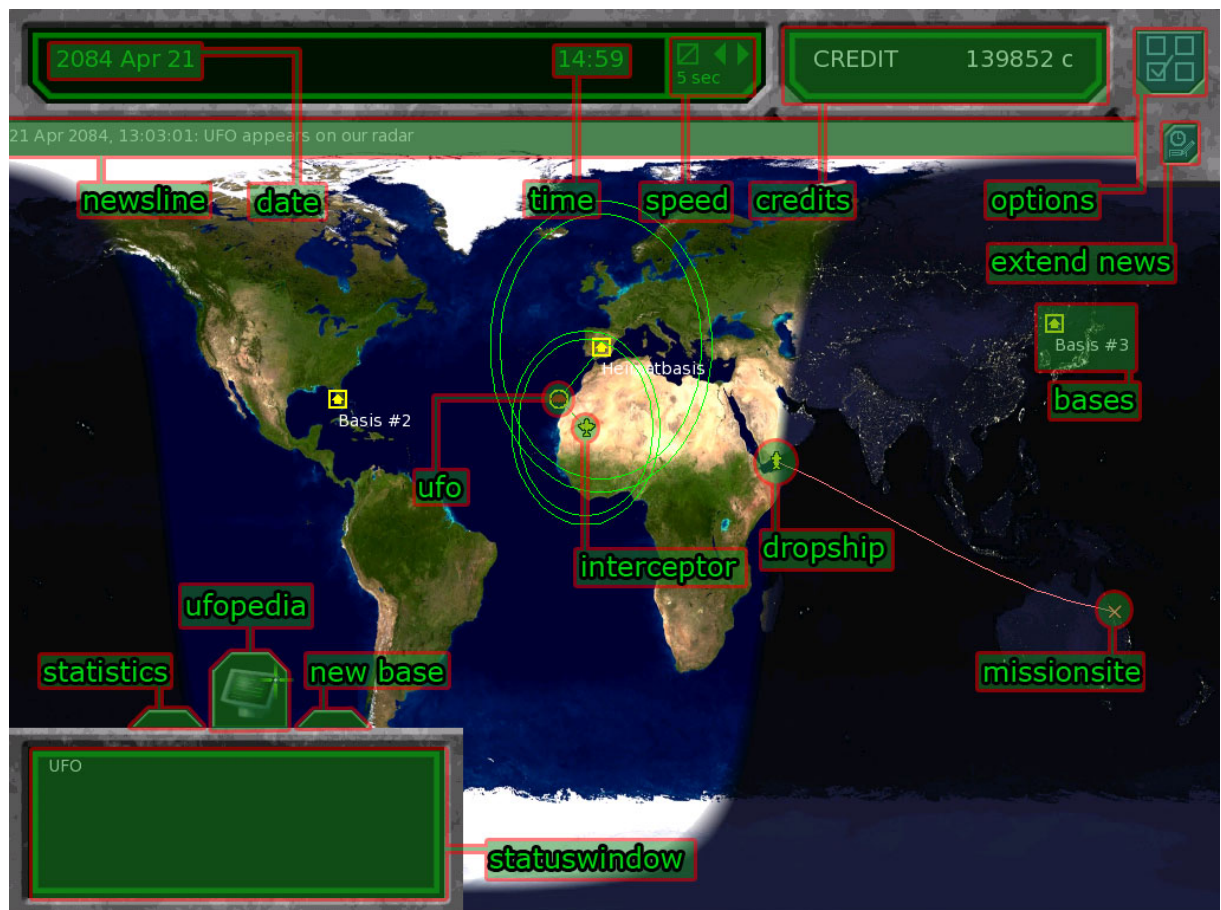 2084 Apr 21 14:59 5 sec CREDIT 139852 c
21 Apr 2084, 13:03:01: UFO appears on our radar
newsline date time speed credits options
extend news
Basis #3
Heimatbasis
bases
Basis #2
ufo
dropship
interceptor
ufopedia
statistics new base missionsite
UFO
statuswindow